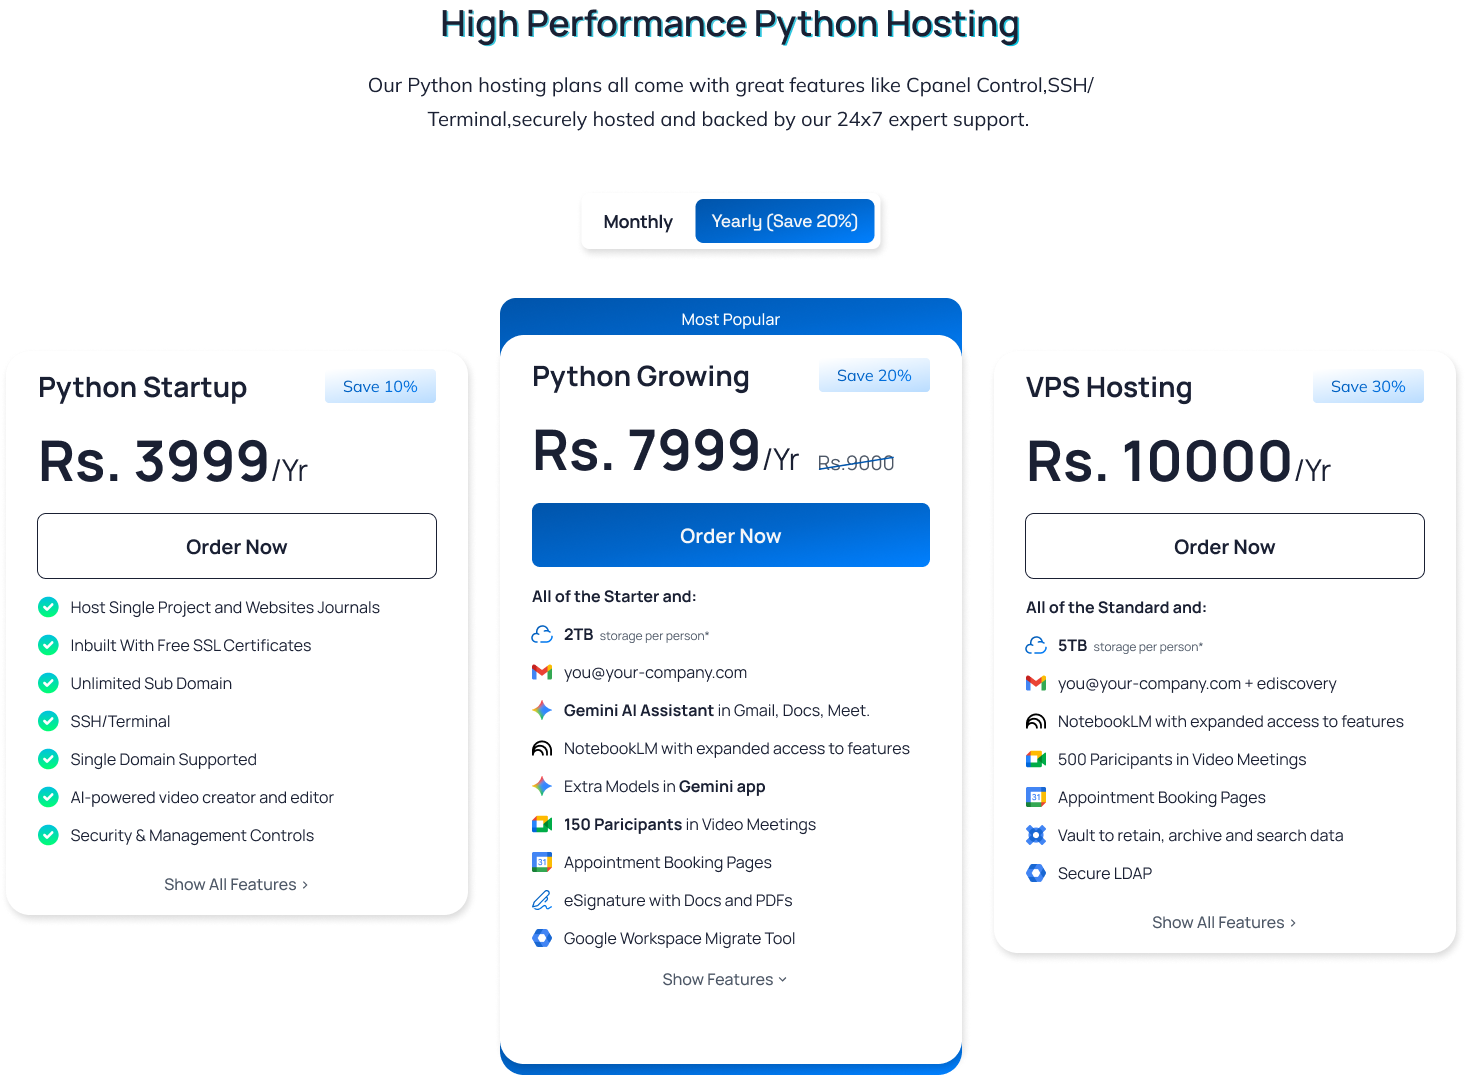 High Performance Python Hosting
Our Python hosting plans all come with great features like Cpanel Control,SSH/
Terminal,securely hosted and backed by our 24x7 expert support.
Monthly
Yearly (Save 20%)
Python Startup
Save 10%
Rs. 3999/Yr
Order Now
Host Single Project and Websites Journals
Inbuilt With Free SSL Certificates
Unlimited Sub Domain
SSH/Terminal
Single Domain Supported
AI-powered video creator and editor
Security & Management Controls
Show All Features ›
Most Popular
Python Growing
Save 20%
Rs. 7999/Yr Rs.9000
Order Now
All of the Starter and:
2TB storage per person*
you@your-company.com
Gemini AI Assistant in Gmail, Docs, Meet.
NotebookLM with expanded access to features
Extra Models in Gemini app
150 Paricipants in Video Meetings
31 Appointment Booking Pages
eSignature with Docs and PDFs
Google Workspace Migrate Tool
Show Features
VPS Hosting
Save 30%
Rs. 10000/Yr
Order Now
All of the Standard and:
5TB storage per person*
you@your-company.com + ediscovery
NotebookLM with expanded access to features
500 Paricipants in Video Meetings
31 Appointment Booking Pages
Vault to retain, archive and search data
Secure LDAP
Show All Features ›